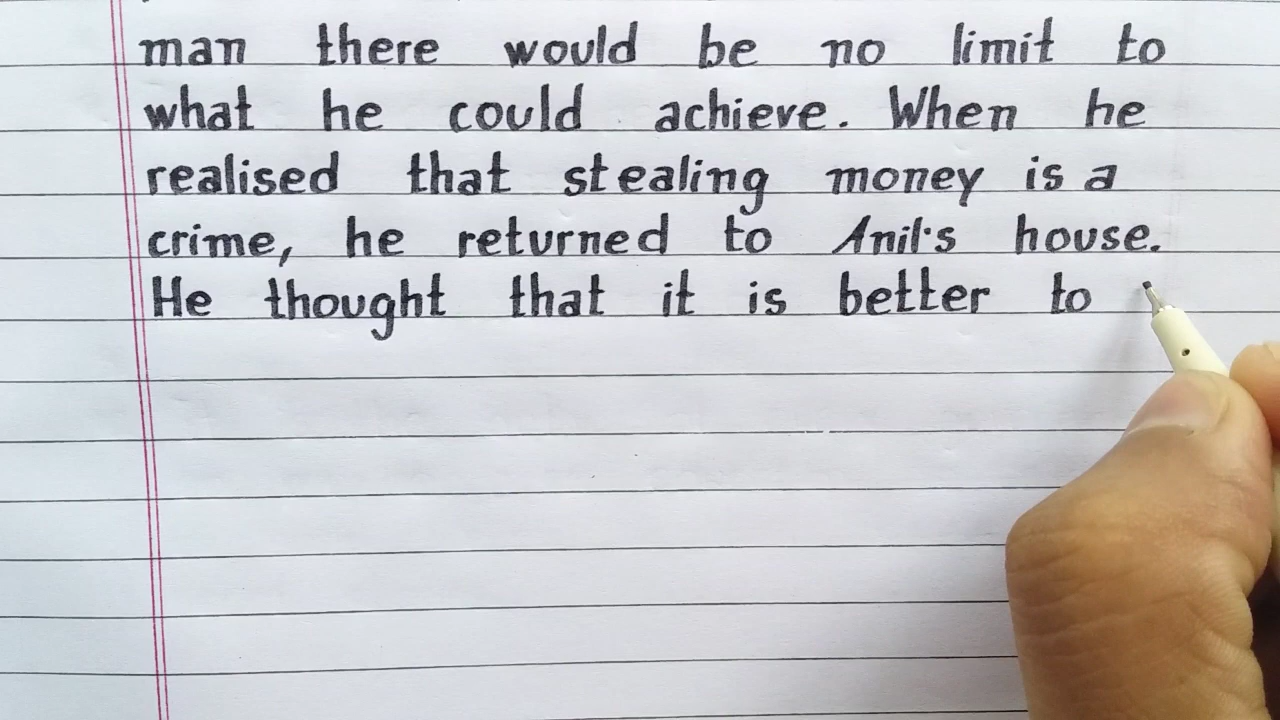 man there would be no limit to
what he could achieve. When he
realised that stealing money is a
crime, he returned to Anil's house.
He thought that it is better to